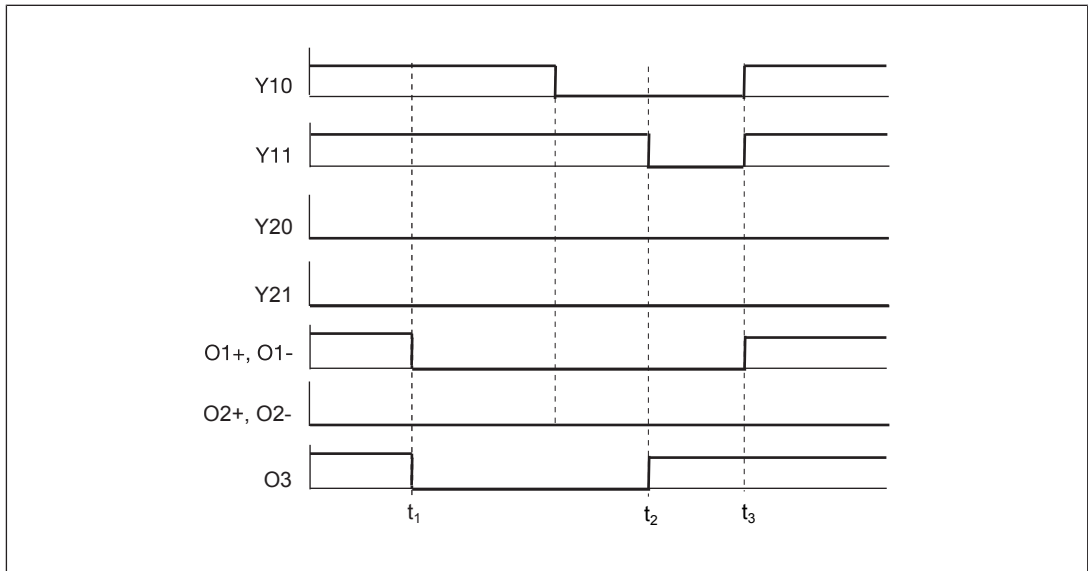 Y10
Y11
Y20
Y21
O1+, O1-
O2+, O2-
O3
t₁ t₂ t₃